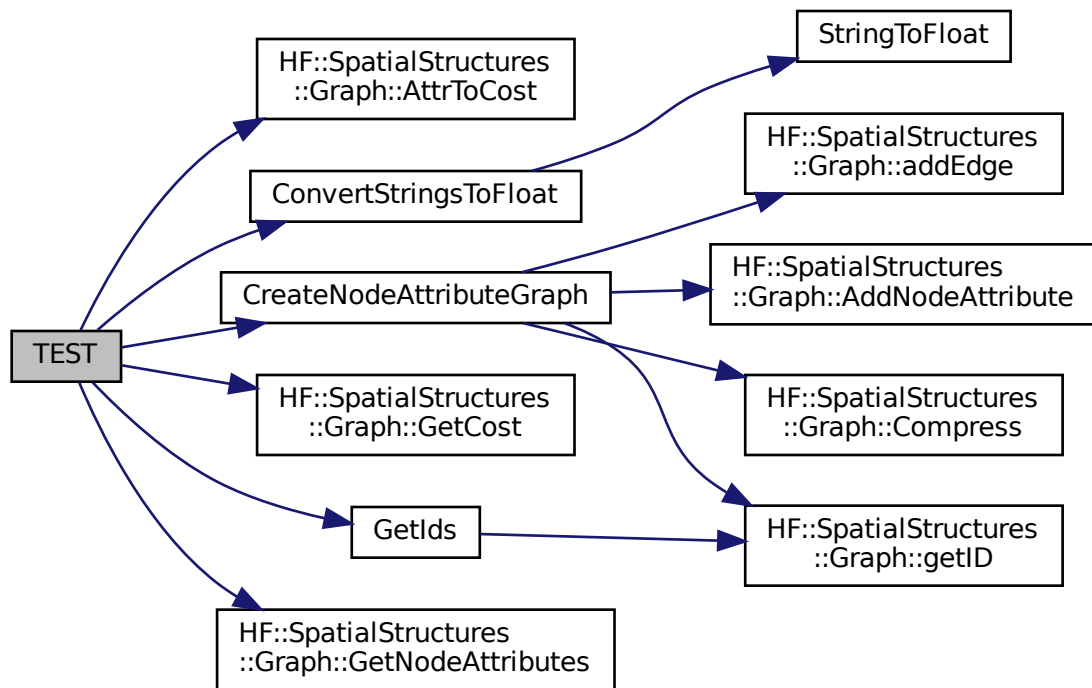 TEST
HF::SpatialStructures
::Graph::AttrToCost
ConvertStringsToFloat
CreateNodeAttributeGraph
HF::SpatialStructures
::Graph::GetCost
GetIds
HF::SpatialStructures
::Graph::GetNodeAttributes
StringToFloat
HF::SpatialStructures
::Graph::addEdge
HF::SpatialStructures
::Graph::AddNodeAttribute
HF::SpatialStructures
::Graph::Compress
HF::SpatialStructures
::Graph::getID